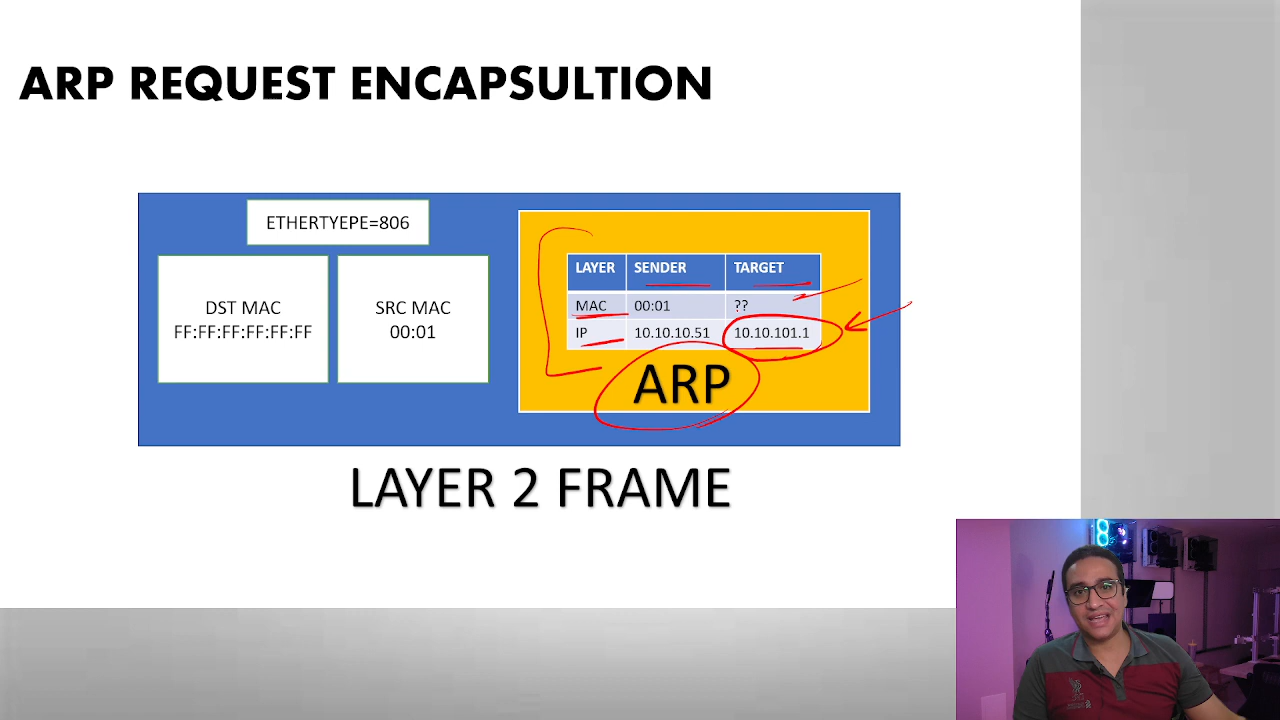 ARP REQUEST ENCAPSULTION
ETHERTYEPE=806
DST MAC
FF:FF:FF:FF:FF:FF
SRC MAC
00:01
LAYER SENDER TARGET
MAC 00:01 ??
IP 10.10.10.51 10.10.101.1
ARP
LAYER 2 FRAME